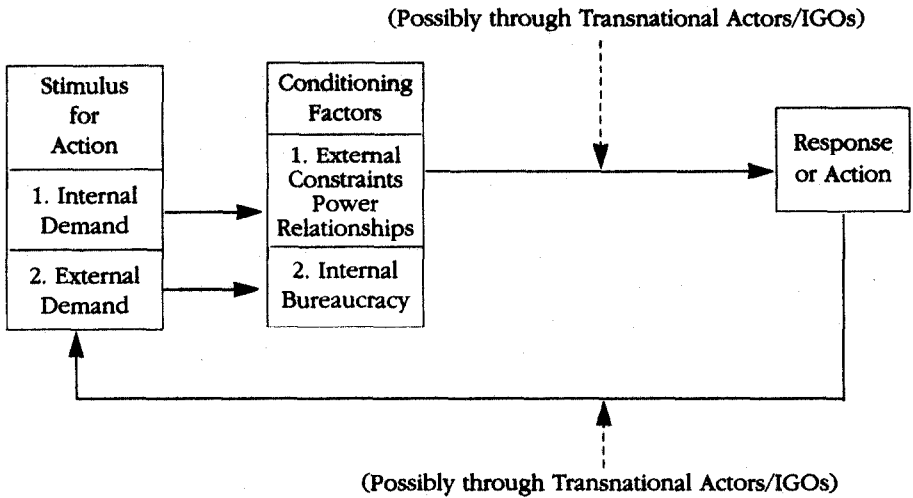 (Possibly through Transnational Actors/IGOs)
Stimulus
for
Action
1. Internal
Demand
2. External
Demand
Conditioning
Factors
1. External
Constraints
Power
Relationships
2. Internal
Bureaucracy
Response
or Action
(Possibly through Transnational Actors/IGOs)